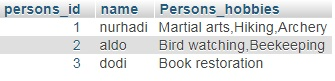 persons_id name Persons_hobbies
1 nurhadi Martial arts,Hiking,Archery
2 aldo Bird watching,Beekeeping
3 dodi Book restoration